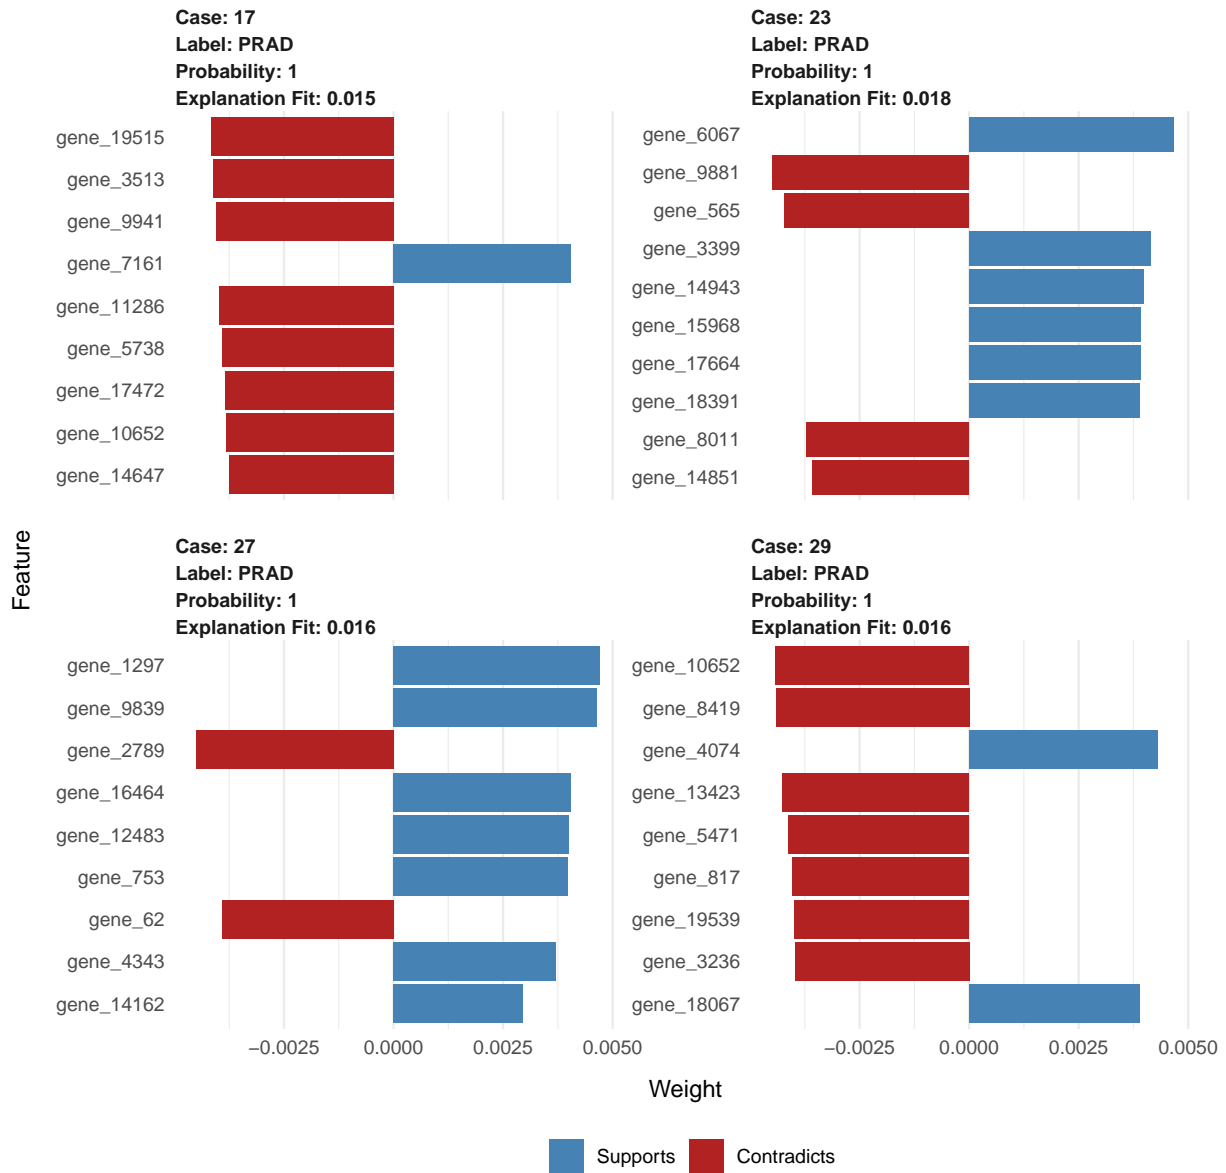 Case: 17
Label: PRAD
Probability: 1
Explanation Fit: 0.015
gene_19515
gene_3513
gene_9941
gene_7161
gene_11286
gene_5738
gene_17472
gene_10652
gene_14647
Case: 23
Label: PRAD
Probability: 1
Explanation Fit: 0.018
gene_6067
gene_9881
gene_565
gene_3399
gene_14943
gene_15968
gene_17664
gene_18391
gene_8011
gene_14851
Feature
Case: 27
Label: PRAD
Probability: 1
Explanation Fit: 0.016
gene_1297
gene_9839
gene_2789
gene_16464
gene_12483
gene_753
gene_62
gene_4343
gene_14162
−0.0025 0.0000 0.0025 0.0050
Case: 29
Label: PRAD
Probability: 1
Explanation Fit: 0.016
gene_10652
gene_8419
gene_4074
gene_13423
gene_5471
gene_817
gene_19539
gene_3236
gene_18067
−0.0025 0.0000 0.0025 0.0050
Weight
Supports Contradicts